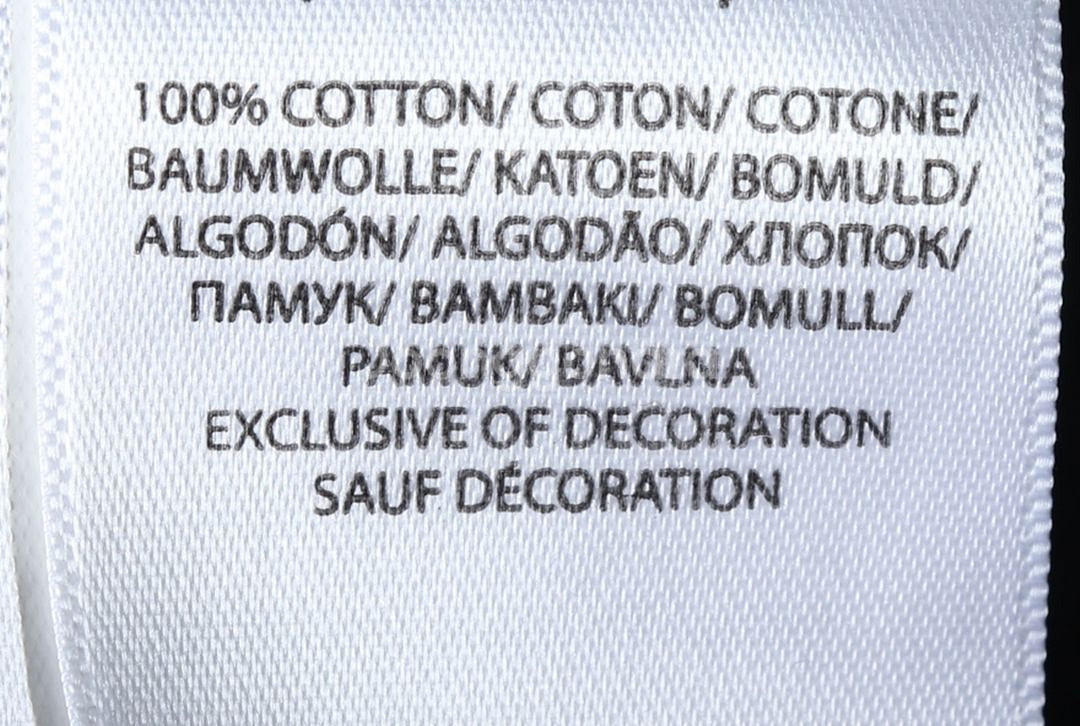 100% COTTON/ COTON/ COTONE/
BAUMWOLLE/ KATOEN/ BOMULD/
ALGODÓN/ ALGODÃO/ ХЛОПОК/
ПАМУК/ BAMBAKI/ BOMULL/
PAMUK/ BAVLNA
EXCLUSIVE OF DECORATION
SAUF DÉCORATION